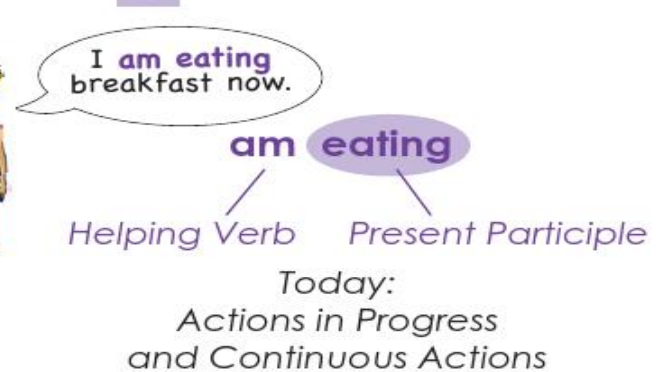 I am eating
breakfast now.
am eating
Helping Verb Present Participle
Today:
Actions in Progress
and Continuous Actions